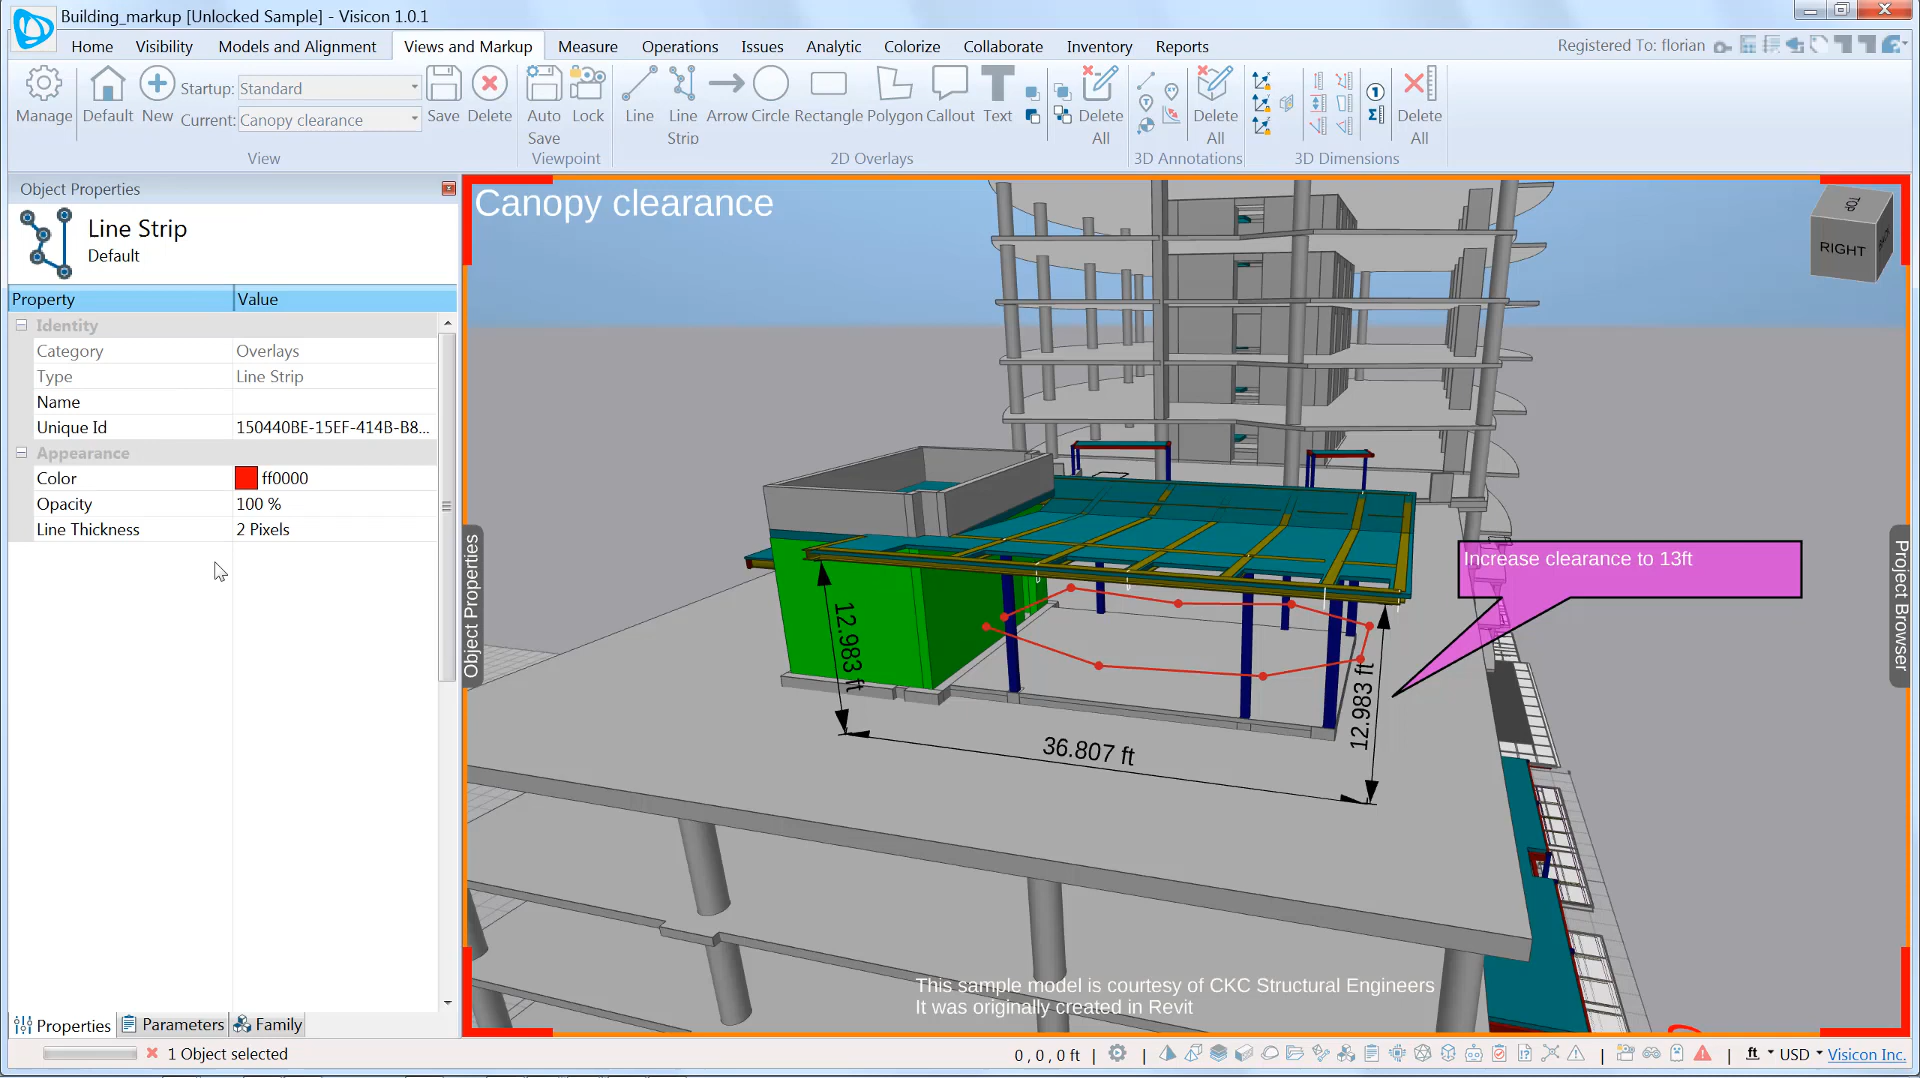 Building_markup [Unlocked Sample] - Visicon 1.0.1
Home Visibility Models and Alignment Views and Markup Measure Operations Issues Analytic Colorize Collaborate Inventory Reports
Registered To: florian
Manage Default New Startup: Standard Save Delete Auto Save Lock Line Line Strip Arrow Circle Rectangle Polygon Callout Text Delete All Delete All Delete All
Current: Canopy clearance
View Viewpoint 2D Overlays 3D Annotations 3D Dimensions
Object Properties
Line Strip
Default
Property Value
Identity
Category Overlays
Type Line Strip
Name
Unique Id 150440BE-15EF-414B-B8...
Appearance
Color ff0000
Opacity 100 %
Line Thickness 2 Pixels
Properties Parameters Family
Object Properties
Canopy clearance
TOP
RIGHT
BACK
Increase clearance to 13ft
12.983 ft
12.983 ft
36.807 ft
This sample model is courtesy of CKC Structural Engineers
It was originally created in Revit
Project Browser
1 Object selected
0 , 0 , 0 ft
ft USD Visicon Inc.